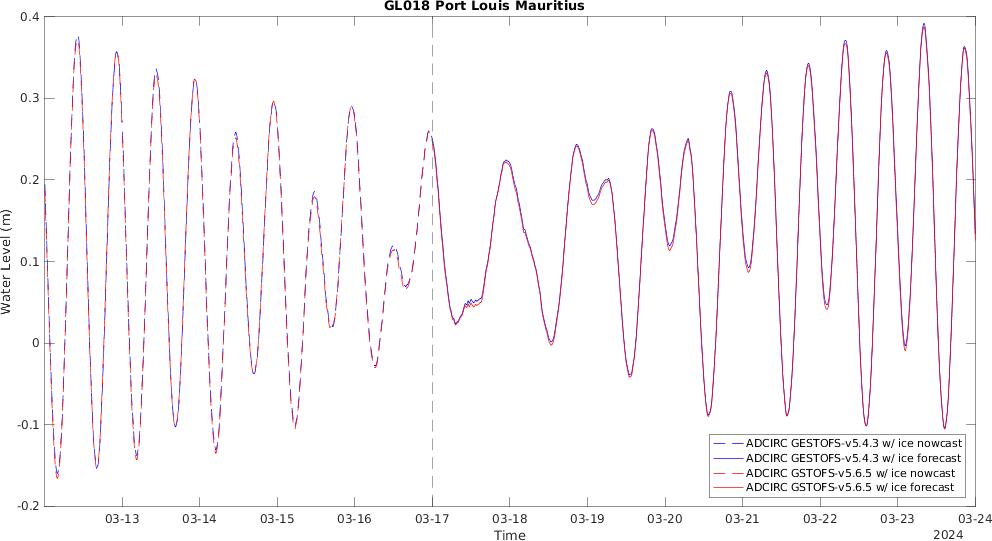 GL018 Port Louis Mauritius
0.4
0.3
0.2
0.1
0
-0.1
-0.2
Water Level (m)
03-13
03-14
03-15
03-16
03-17
03-18
03-19
03-20
03-21
03-22
03-23
03-24
Time
2024
ADCIRC GESTOFS-v5.4.3 w/ ice nowcast
ADCIRC GESTOFS-v5.4.3 w/ ice forecast
ADCIRC GSTOFS-v5.6.5 w/ ice nowcast
ADCIRC GSTOFS-v5.6.5 w/ ice forecast